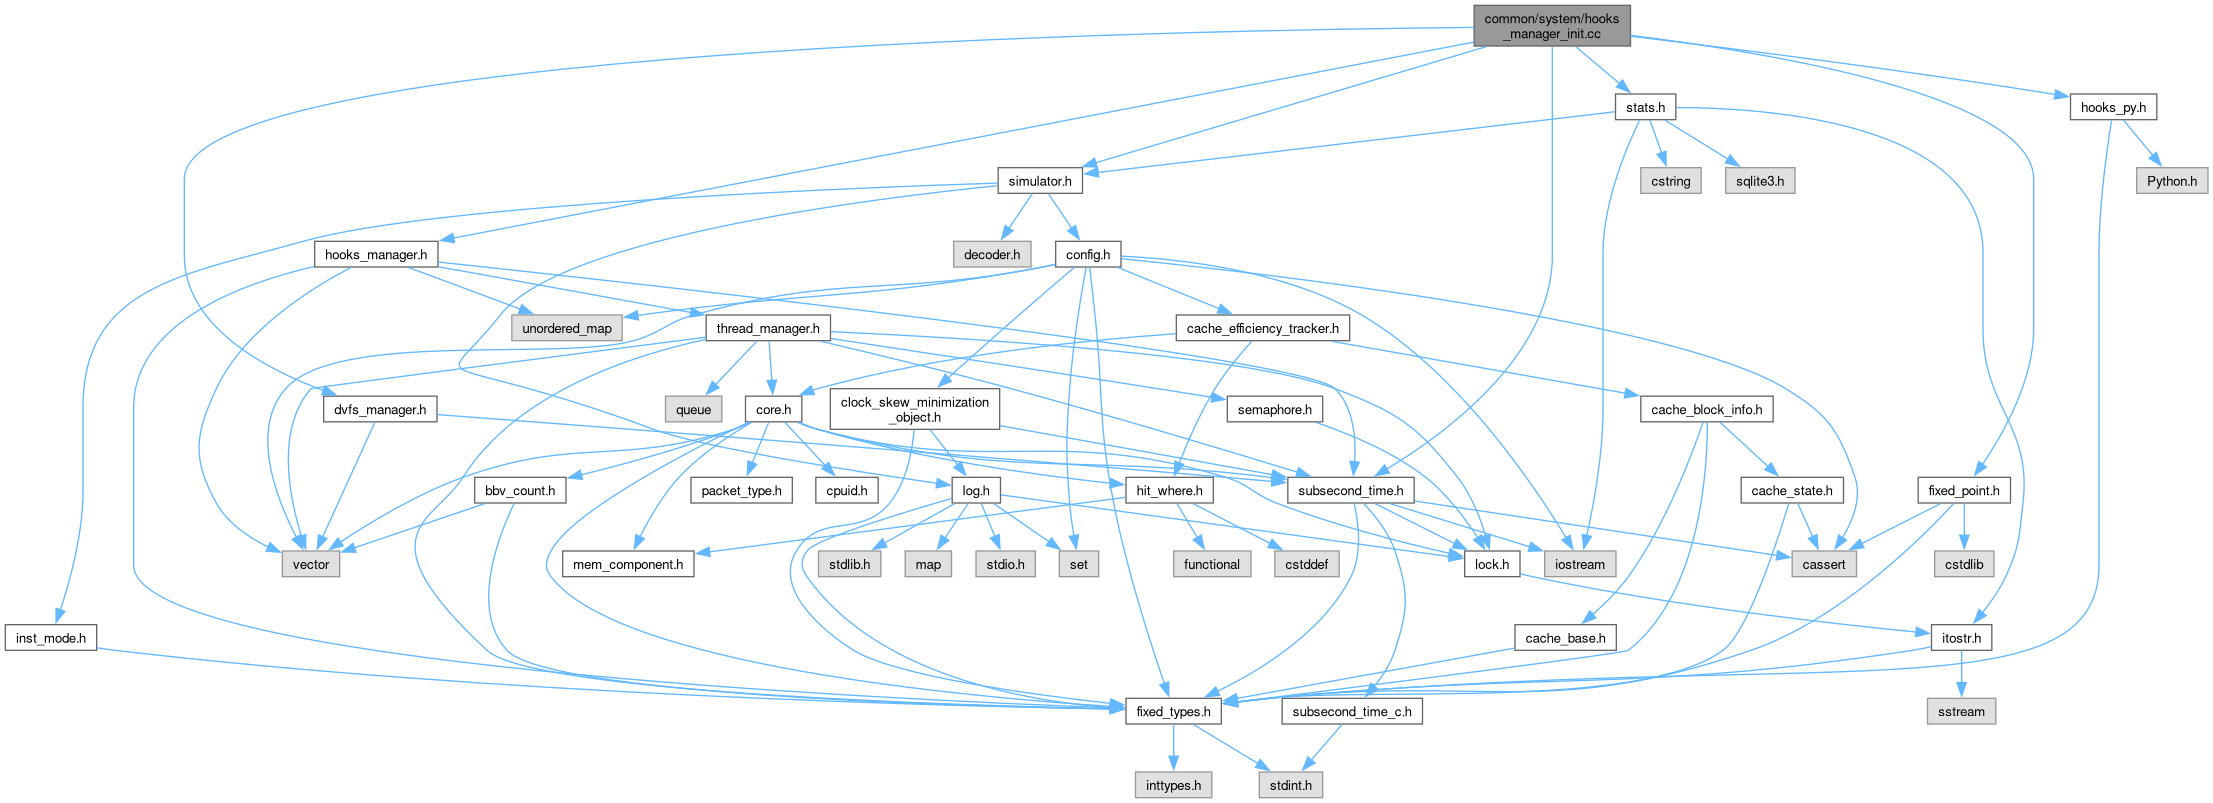 common/system/hooks
_manager_init.cc
stats.h
hooks_py.h
simulator.h
cstring
sqlite3.h
Python.h
hooks_manager.h
decoder.h
config.h
unordered_map
thread_manager.h
cache_efficiency_tracker.h
dvfs_manager.h
queue
core.h
clock_skew_minimization
_object.h
semaphore.h
cache_block_info.h
bbv_count.h
packet_type.h
cpuid.h
log.h
hit_where.h
subsecond_time.h
cache_state.h
fixed_point.h
vector
mem_component.h
stdlib.h
map
stdio.h
set
functional
cstddef
lock.h
iostream
cassert
cstdlib
inst_mode.h
cache_base.h
itostr.h
fixed_types.h
subsecond_time_c.h
sstream
inttypes.h
stdint.h